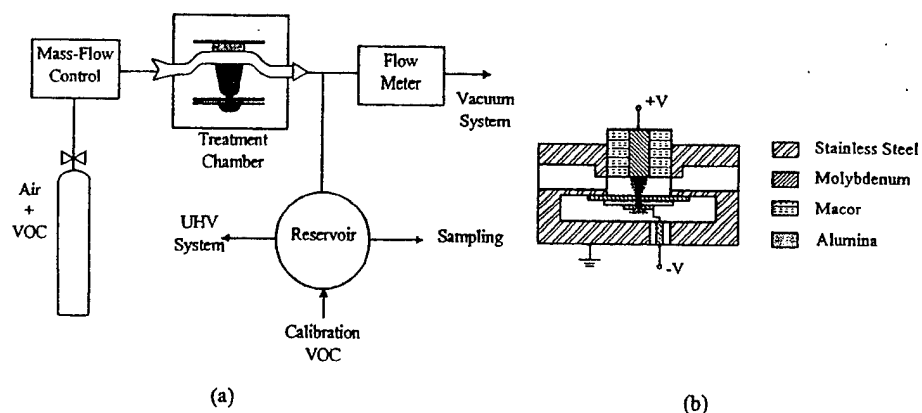 Mass-Flow
Control
Air
+
VOC
Treatment
Chamber
Flow
Meter
Vacuum
System
UHV
System
Reservoir
Sampling
Calibration
VOC
(a)
+V
-V
Stainless Steel
Molybdenum
Macor
Alumina
(b)